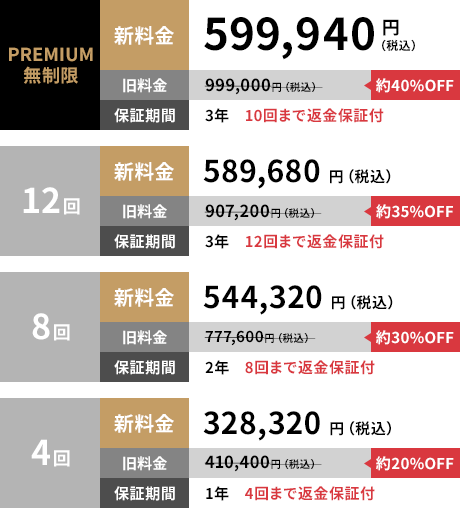 PREMIUM
無制限
新料金 599,940 円(税込)
旧料金 999,000円(税込) 約40%OFF
保証期間 3年 10回まで返金保証付
12回
新料金 589,680 円(税込)
旧料金 907,200円(税込) 約35%OFF
保証期間 3年 12回まで返金保証付
8回
新料金 544,320 円(税込)
旧料金 777,600円(税込) 約30%OFF
保証期間 2年 8回まで返金保証付
4回
新料金 328,320 円(税込)
旧料金 410,400円(税込) 約20%OFF
保証期間 1年 4回まで返金保証付